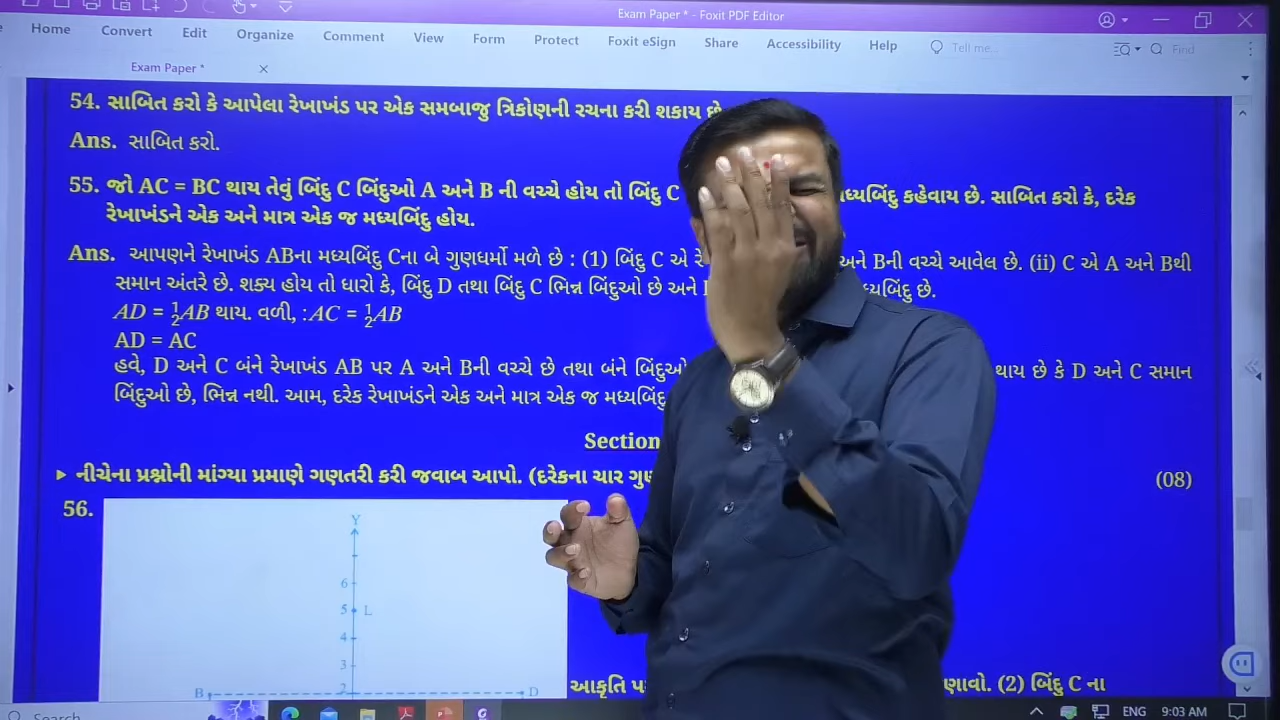 Exam Paper * - Foxit PDF Editor
Home Convert Edit Organize Comment View Form Protect Foxit eSign Share Accessibility Help Tell me... Find
Exam Paper *
54. સાબિત કરો કે આપેલા રેખાખંડ પર એક સમબાજુ ત્રિકોણની રચના કરી શકાય છે
Ans. સાબિત કરો.
55. જો AC = BC થાય તેવું બિંદુ C બિંદુઓ A અને B ની વચ્ચે હોય તો બિંદુ C મધ્યબિંદુ કહેવાય છે. સાબિત કરો કે, દરેક
રેખાખંડને એક અને માત્ર એક જ મધ્યબિંદુ હોય.
Ans. આપણને રેખાખંડ ABના મધ્યબિંદુ Cના બે ગુણધર્મો મળે છે : (1) બિંદુ C એ અને Bની વચ્ચે આવેલ છે. (ii) C એ A અને Bથી
સમાન અંતરે છે. શક્ય હોય તો ધારો કે, બિંદુ D તથા બિંદુ C ભિન્ન બિંદુઓ છે અને મધ્યબિંદુ છે.
AD = ½AB થાય. વળી, :AC = ½AB
AD = AC
હવે, D અને C બંને રેખાખંડ AB પર A અને Bની વચ્ચે છે તથા બંને બિંદુઓ થાય છે કે D અને C સમાન
બિંદુઓ છે, ભિન્ન નથી. આમ, દરેક રેખાખંડને એક અને માત્ર એક જ મધ્યબિંદુ
Section
➤ નીચેના પ્રશ્નોની માંગ્યા પ્રમાણે ગણતરી કરી જવાબ આપો. (દરેકના ચાર (08)
56.
Y
6
5 L
4
3
B 2 D
આકૃતિ (2) બિંદુ C ના
Search ENG 9:03 AM